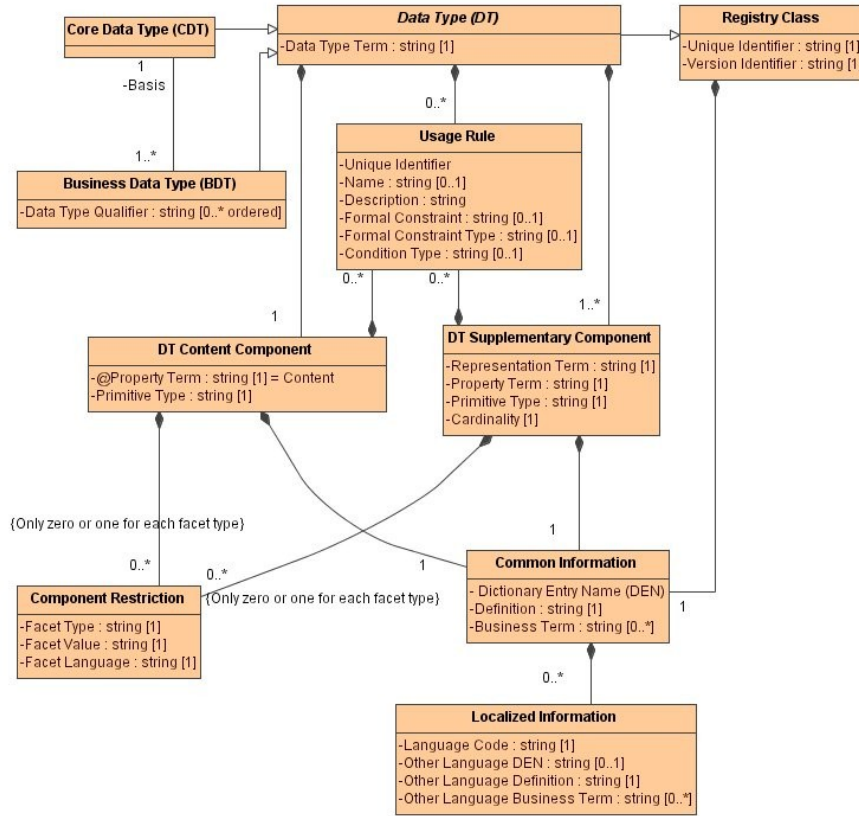 Core Data Type (CDT)
Data Type (DT)
-Data Type Term : string [1]
Registry Class
-Unique Identifier : string [1]
-Version Identifier : string [1
1
-Basis
1..*
0..*
Business Data Type (BDT)
-Data Type Qualifier : string [0..* ordered]
Usage Rule
-Unique Identifier
-Name : string [0..1]
-Description : string
-Formal Constraint : string [0..1]
-Formal Constraint Type : string [0..1]
-Condition Type : string [0..1]
0..*
0..*
1
1..*
DT Content Component
-@Property Term : string [1] = Content
-Primitive Type : string [1]
DT Supplementary Component
-Representation Term : string [1]
-Property Term : string [1]
-Primitive Type : string [1]
-Cardinality [1]
{Only zero or one for each facet type}
0..*
0..*
{Only zero or one for each facet type}
1
1
1
Component Restriction
-Facet Type : string [1]
-Facet Value : string [1]
-Facet Language : string [1]
Common Information
- Dictionary Entry Name (DEN)
-Definition : string [1]
-Business Term : string [0..*]
0..*
Localized Information
-Language Code : string [1]
-Other Language DEN : string [0..1]
-Other Language Definition : string [1]
-Other Language Business Term : string [0..*]